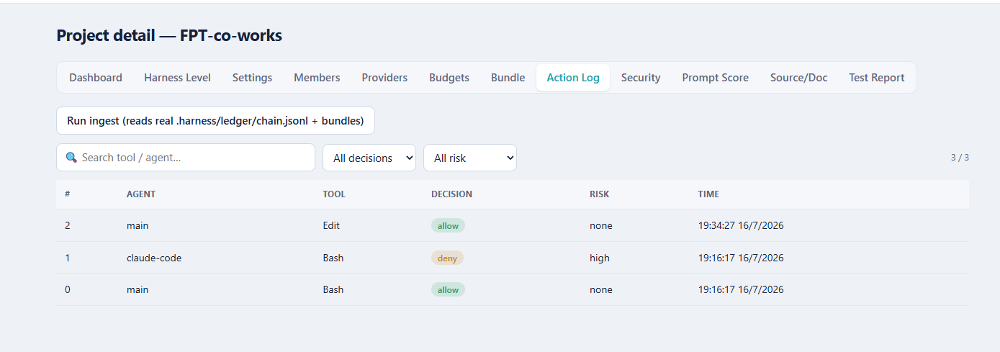 Project detail — FPT-co-works
Dashboard Harness Level Settings Members Providers Budgets Bundle Action Log Security Prompt Score Source/Doc Test Report
Run ingest (reads real .harness/ledger/chain.jsonl + bundles)
Search tool / agent... All decisions All risk 3 / 3
# AGENT TOOL DECISION RISK TIME
2 main Edit allow none 19:34:27 16/7/2026
1 claude-code Bash deny high 19:16:17 16/7/2026
0 main Bash allow none 19:16:17 16/7/2026